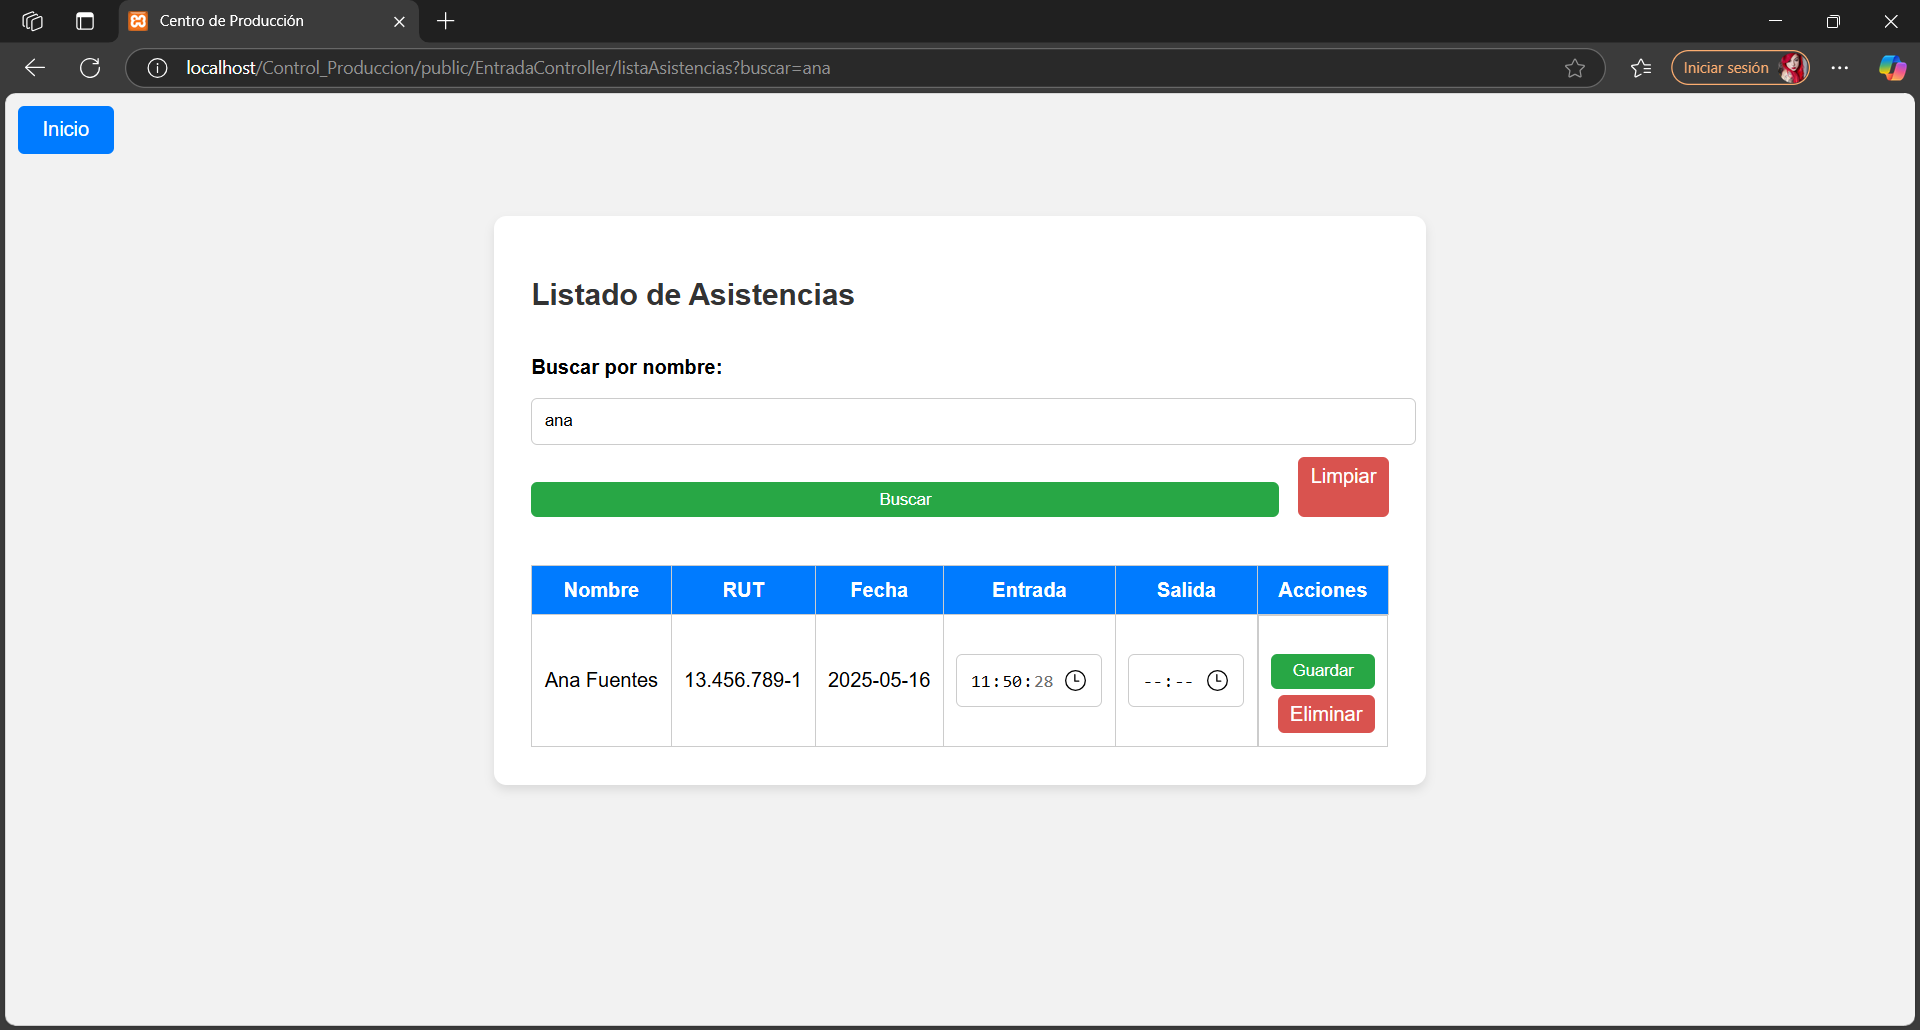 Centro de Producción
localhost/Control_Produccion/public/EntradaController/listaAsistencias?buscar=ana
Iniciar sesión
Inicio
Listado de Asistencias
Buscar por nombre:
ana
Limpiar
Buscar
Nombre RUT Fecha Entrada Salida Acciones
Ana Fuentes 13.456.789-1 2025-05-16 11:50:28 --:-- Guardar
Eliminar